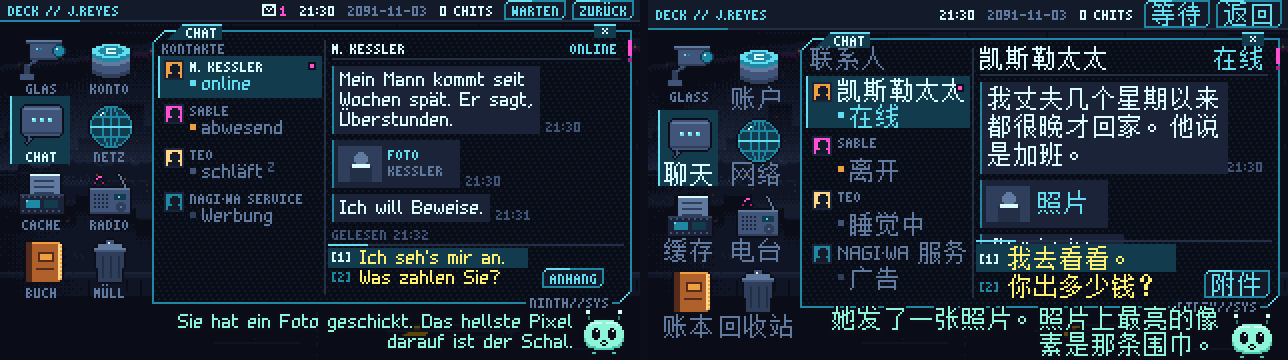 DECK // J.REYES
1
21:30
2091-11-03
0 CHITS
WARTEN
ZURÜCK
GLAS
KONTO
CHAT
NETZ
CACHE
RADIO
BUCH
MÜLL
CHAT
x
KONTAKTE
M. KESSLER
online
SABLE
abwesend
TEO
schläft z
NAGI-WA SERVICE
Werbung
M. KESSLER
ONLINE
Mein Mann kommt seit
Wochen spät. Er sagt,
Überstunden.
21:30
FOTO
KESSLER
21:30
Ich will Beweise.
21:31
GELESEN 21:32
[1] Ich seh's mir an.
[2] Was zahlen Sie?
ANHANG
NINTH//SYS
Sie hat ein Foto geschickt. Das hellste Pixel
darauf ist der Schal.
DECK // J.REYES
21:30
2091-11-03
0 CHITS
等待
返回
GLASS
账户
聊天
网络
缓存
电台
账本
回收站
CHAT
x
联系人
凯斯勒太太
在线
SABLE
离开
TEO
睡觉中
NAGI-WA 服务
广告
凯斯勒太太
在线
我丈夫几个星期以来
都很晚才回家。他说
是加班。
21:30
照片
[1] 我去看看。
[2] 你出多少钱？
附件
她发了一张照片。照片上最亮的像
素是那条围巾。